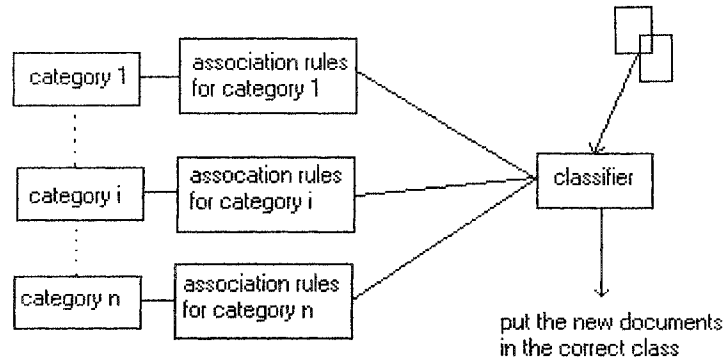 category 1
association rules
for category 1
category i
assocation rules
for category i
classifier
category n
association rules
for category n
put the new documents
in the correct class